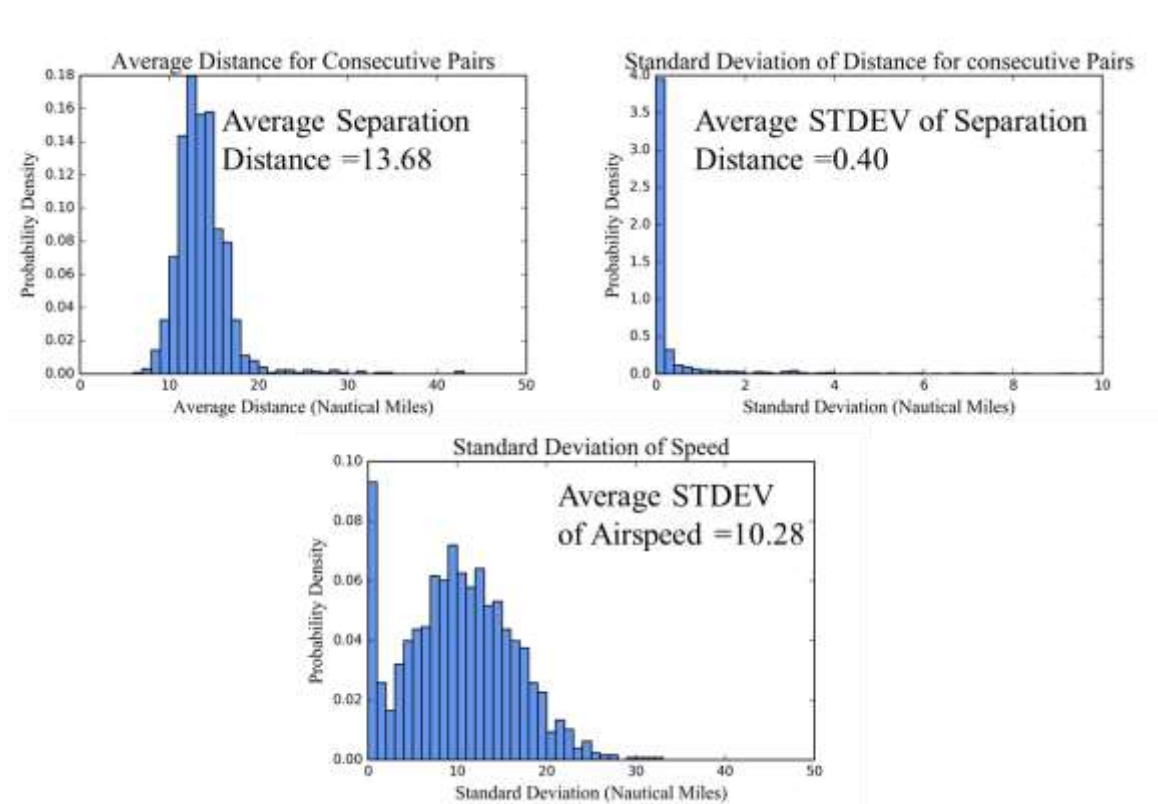 Average Distance for Consecutive Pairs
0.18
0.16
0.14
0.12
0.10
0.08
0.06
0.04
0.02
0.00
Probability Density
Average Separation
Distance =13.68
0 10 20 30 40 50
Average Distance (Nautical Miles)
Standard Deviation of Distance for consecutive Pairs
4.0
3.5
3.0
2.5
2.0
1.5
1.0
0.5
0.0
Probability Density
Average STDEV of Separation
Distance =0.40
0 2 4 6 8 10
Standard Deviation (Nautical Miles)
Standard Deviation of Speed
0.10
0.08
0.06
0.04
0.02
0.00
Probability Density
Average STDEV
of Airspeed =10.28
0 10 20 30 40 50
Standard Deviation (Nautical Miles)